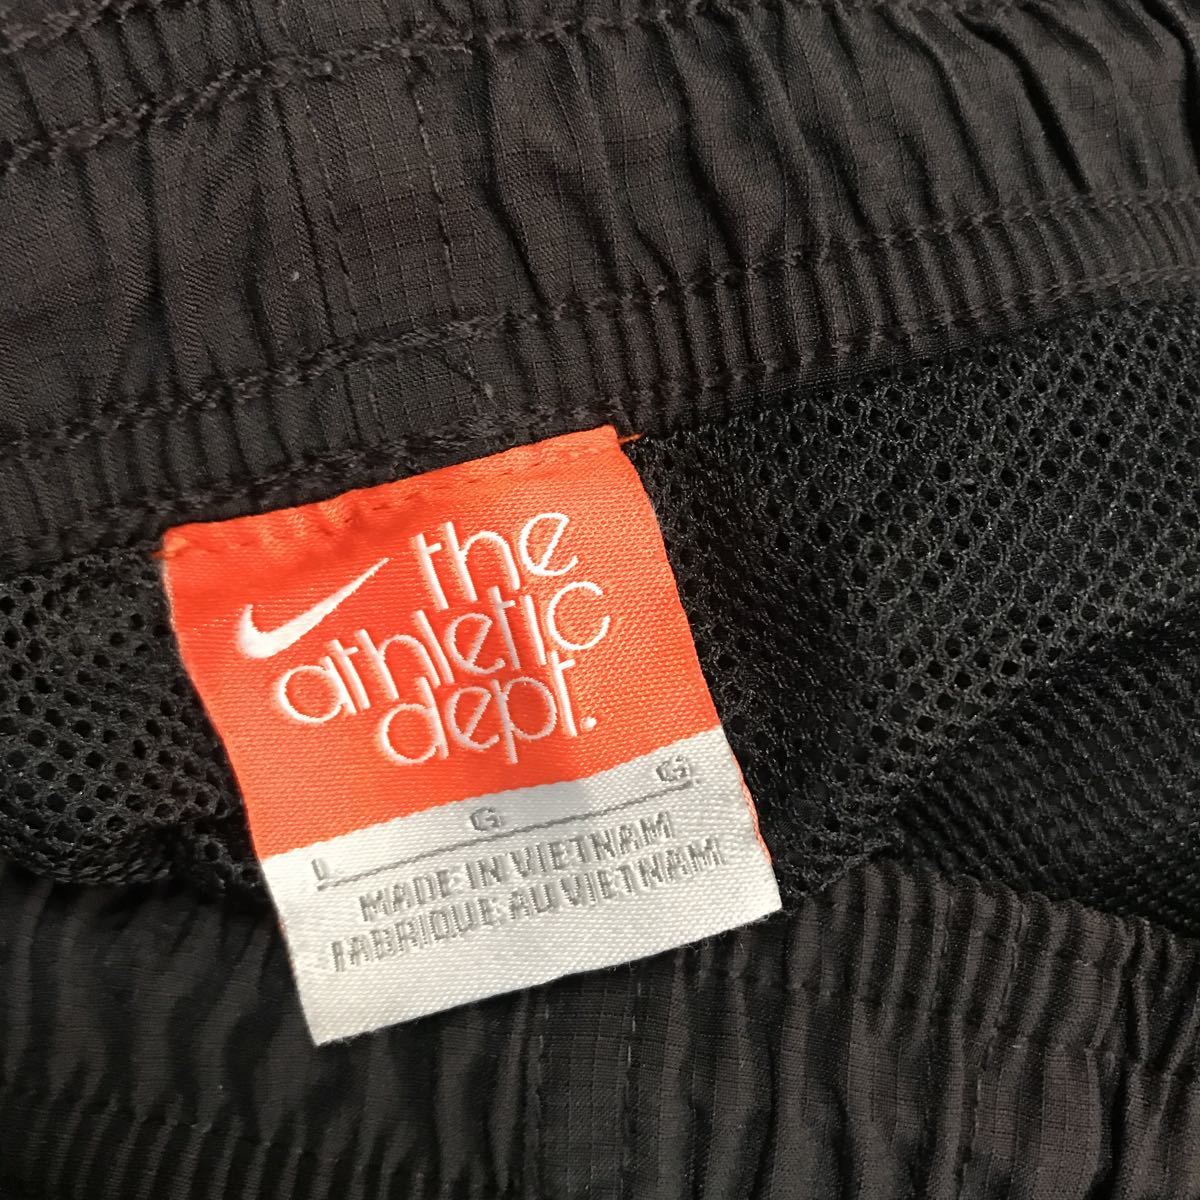 the
athletic
dept.
L G G
MADE IN VIETNAM
FABRIQUE AU VIETNAM